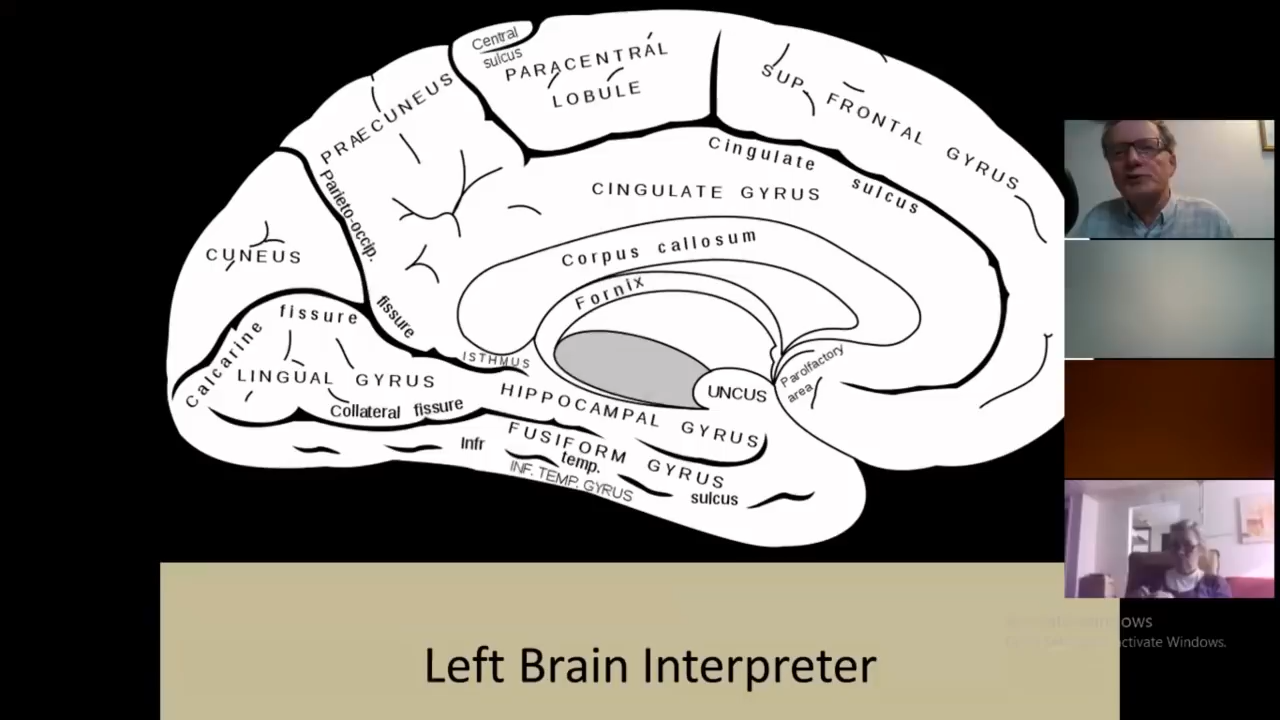 Central
sulcus
PARACENTRAL
LOBULE
SUP. FRONTAL GYRUS
PRAECUNEUS
Cingulate sulcus
CINGULATE GYRUS
Parieto-occip.
fissure
CUNEUS
Corpus callosum
Fornix
Calcarine fissure
ISTHMUS
Parolfactory
area
LINGUAL GYRUS
UNCUS
HIPPOCAMPAL GYRUS
Collateral fissure
FUSIFORM GYRUS
Infr temp. sulcus
INF. TEMP. GYRUS
Left Brain Interpreter
activate Windows.